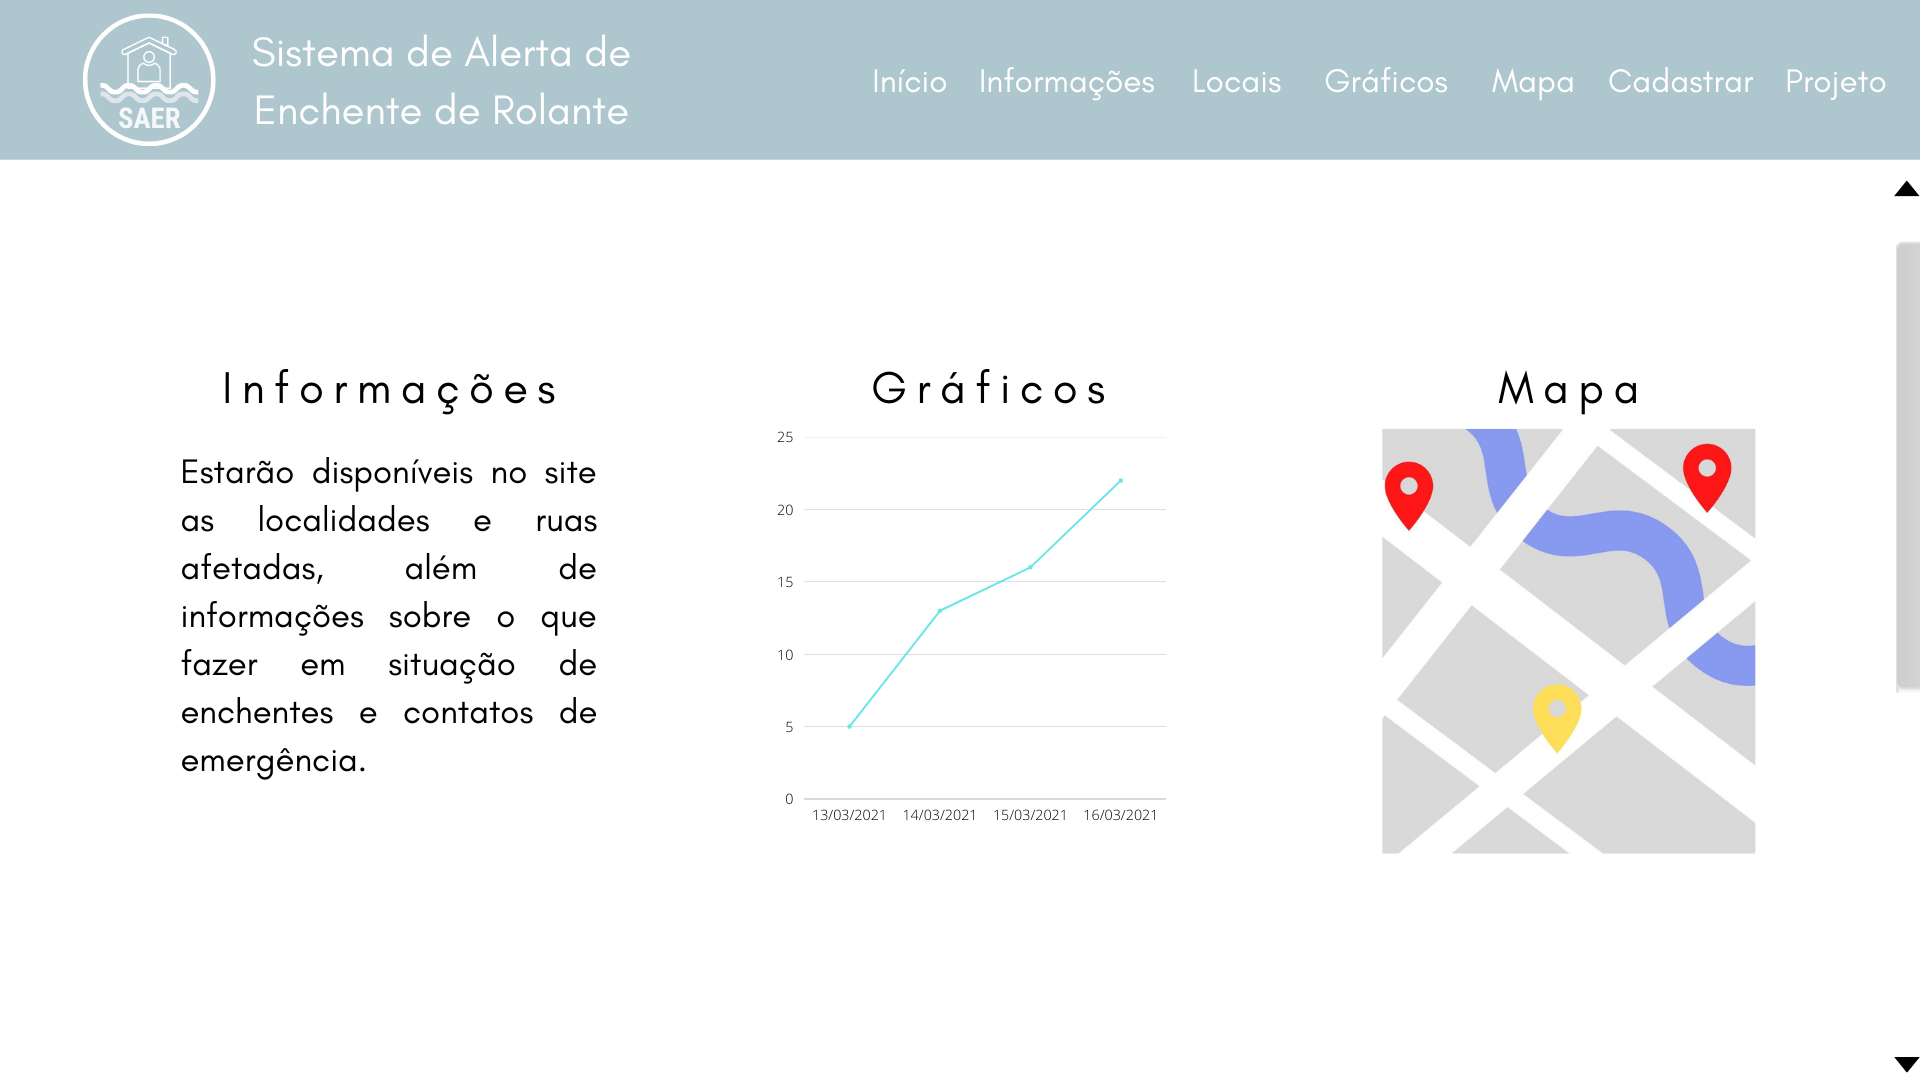 SAER
Sistema de Alerta de
Enchente de Rolante
Início Informações Locais Gráficos Mapa Cadastrar Projeto
Informações
Estarão disponíveis no site
as localidades e ruas
afetadas, além de
informações sobre o que
fazer em situação de
enchentes e contatos de
emergência.
Gráficos
25
20
15
10
5
0
13/03/2021 14/03/2021 15/03/2021 16/03/2021
Mapa